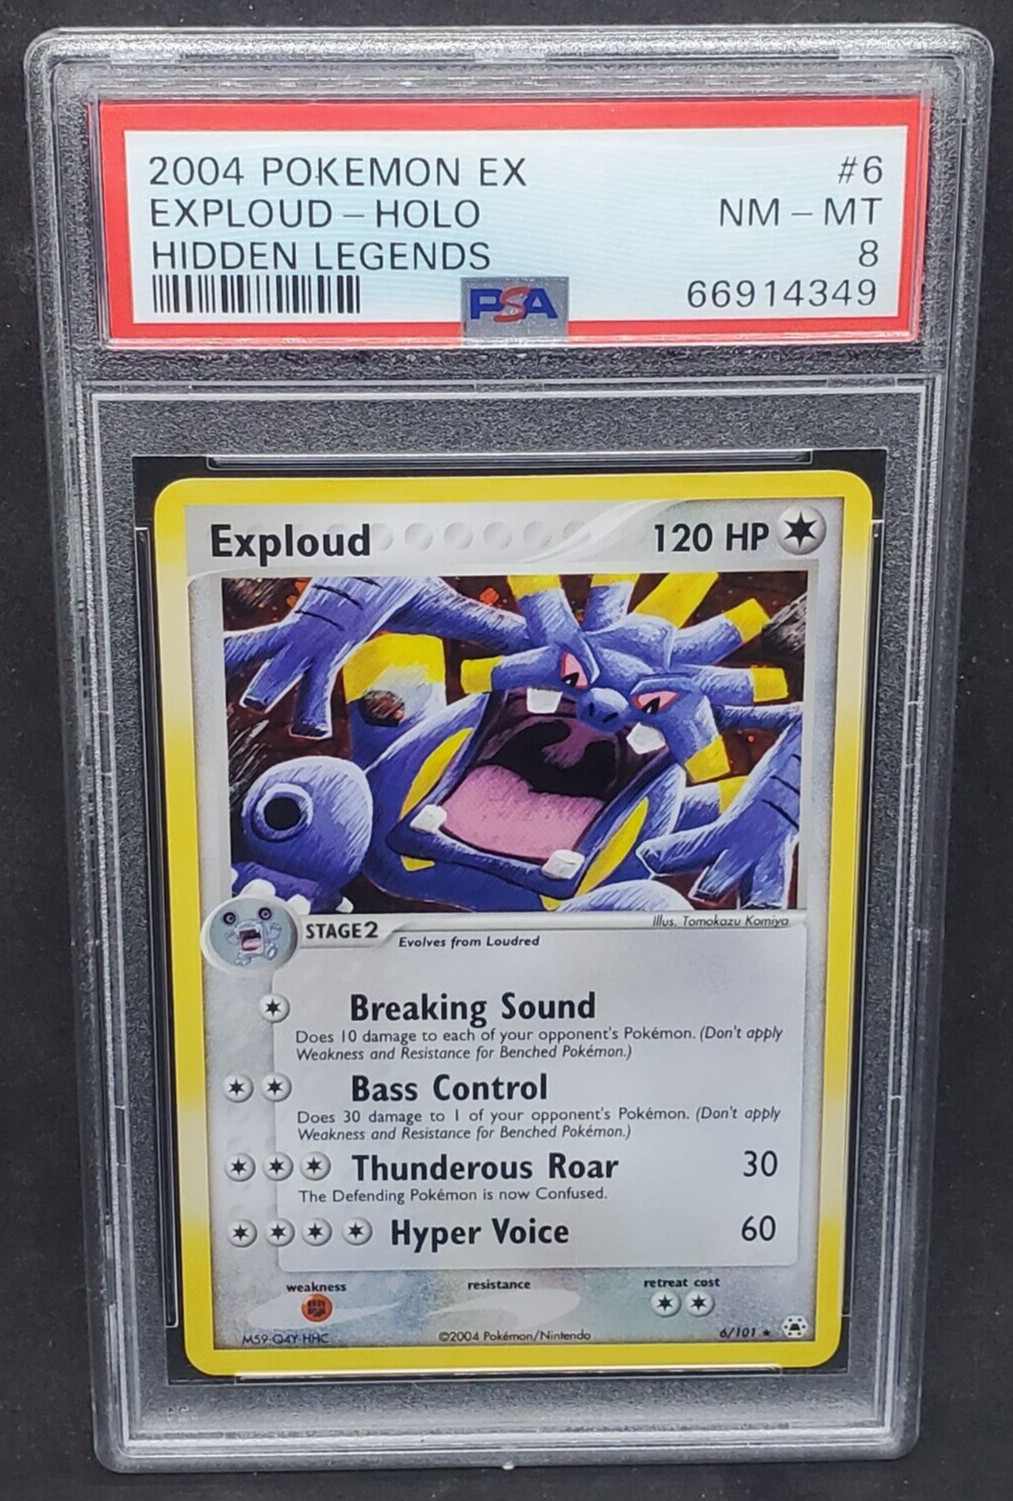 2004 POKEMON EX #6
EXPLOUD - HOLO NM - MT
HIDDEN LEGENDS 8
PSA 66914349
Exploud 120 HP
Illus. Tomokazu Komiya
STAGE2 Evolves from Loudred
Breaking Sound
Does 10 damage to each of your opponent's Pokémon. (Don't apply
Weakness and Resistance for Benched Pokémon.)
Bass Control
Does 30 damage to 1 of your opponent's Pokémon. (Don't apply
Weakness and Resistance for Benched Pokémon.)
Thunderous Roar 30
The Defending Pokémon is now Confused.
Hyper Voice 60
weakness resistance retreat cost
M59-Q4Y-HHC ©2004 Pokémon/Nintendo 6/101 ★